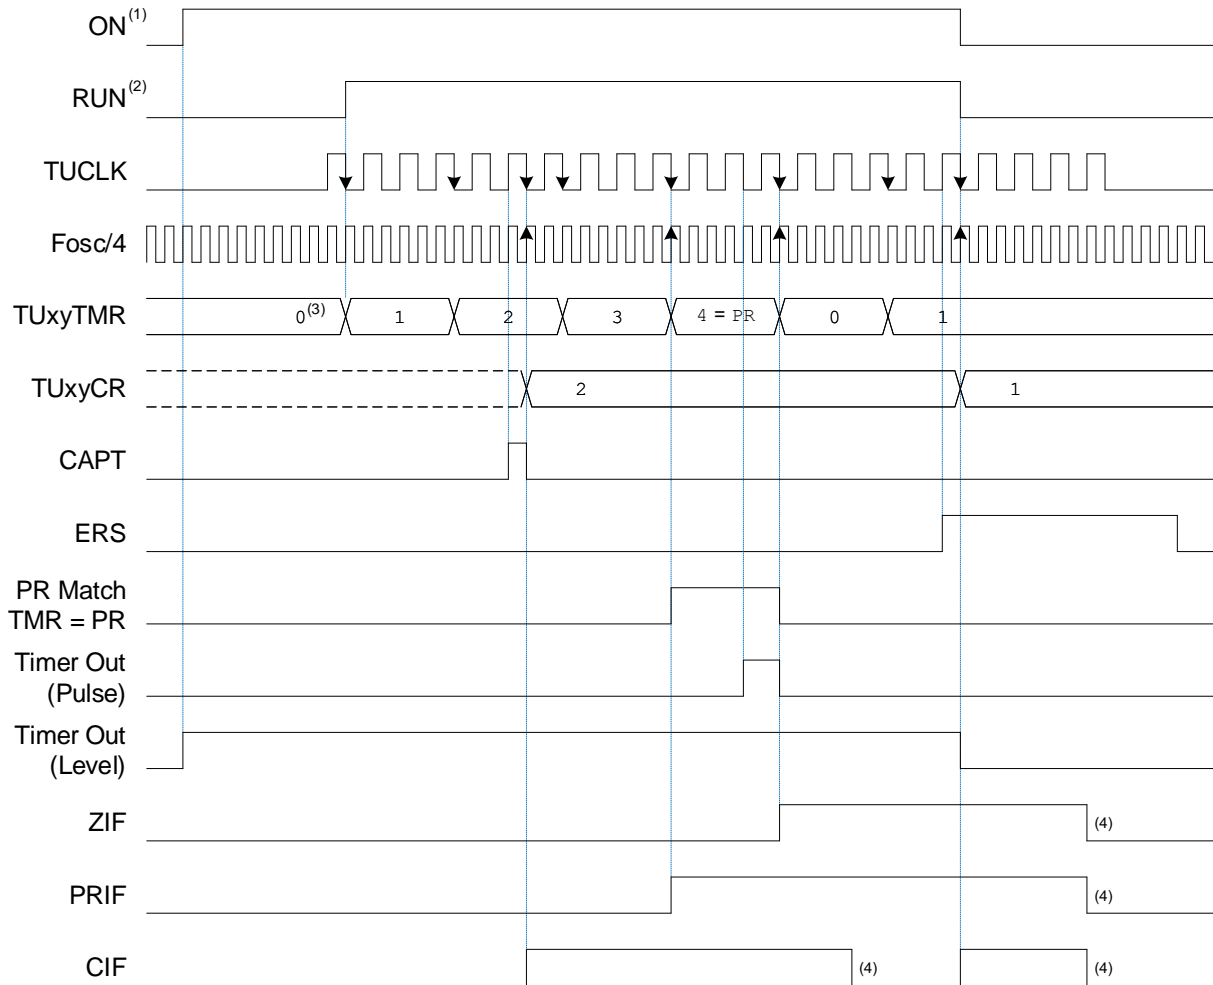 ON(1)
RUN(2)
TUCLK
Fosc/4
TUxyTMR 0(3) 1 2 3 4 = PR 0 1
TUxyCR 2 1
CAPT
ERS
PR Match
TMR = PR
Timer Out
(Pulse)
Timer Out
(Level)
ZIF (4)
PRIF (4)
CIF (4) (4)